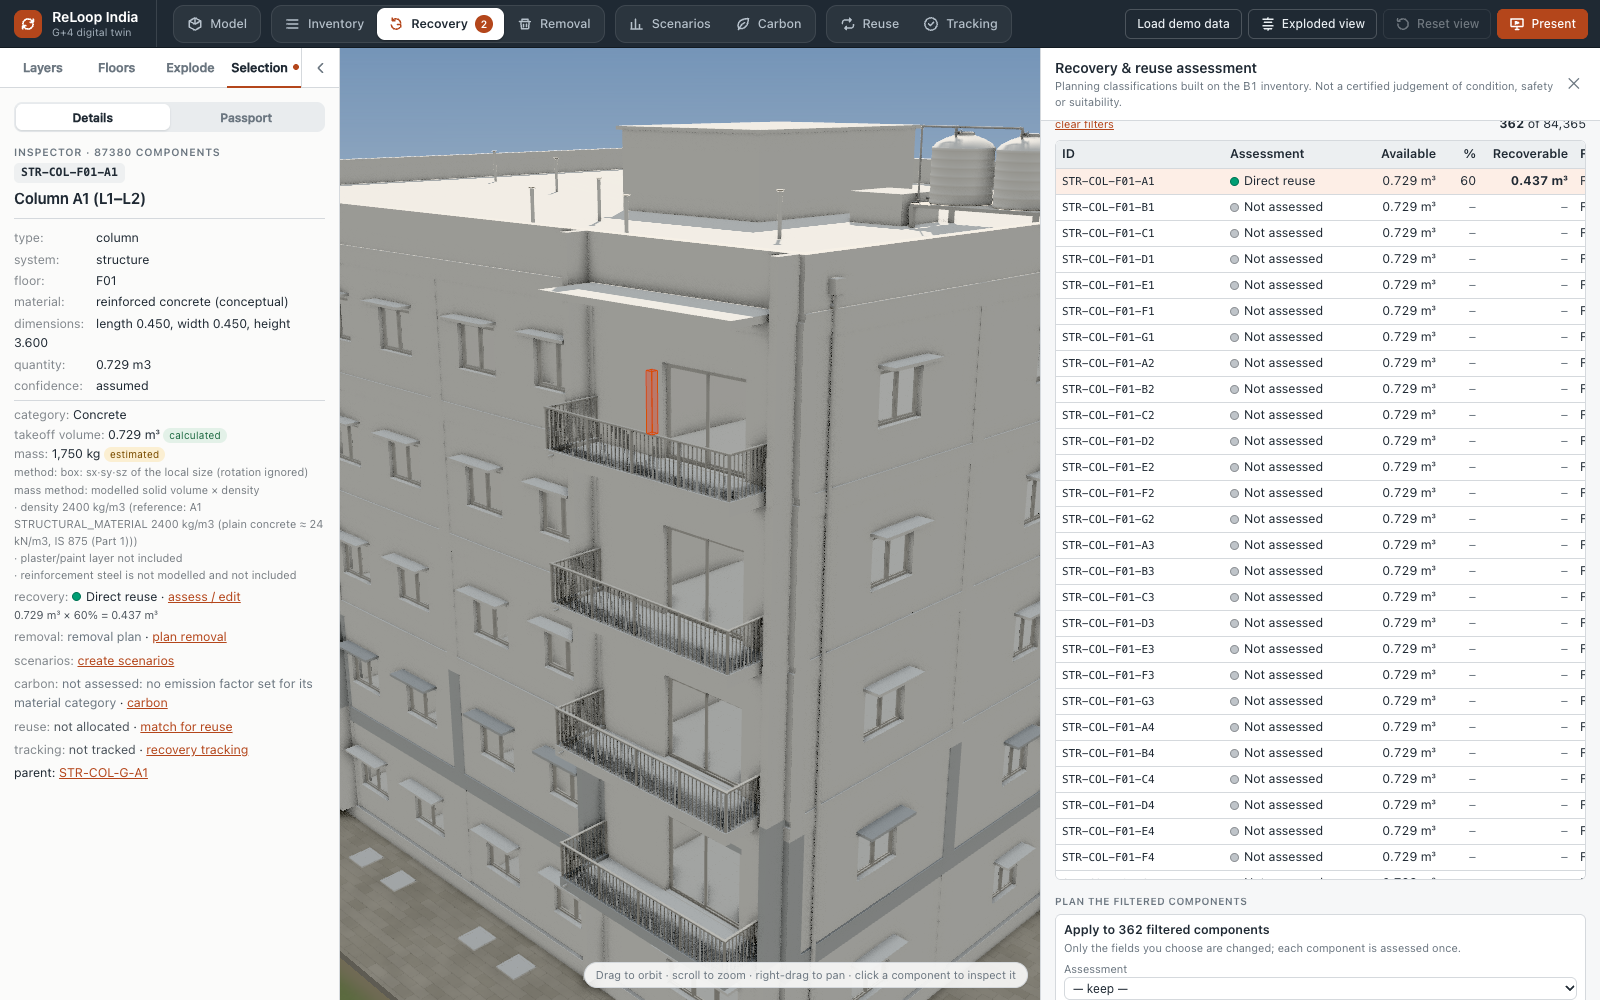 ReLoop India
G+4 digital twin
Model
Inventory
Recovery 2
Removal
Scenarios
Carbon
Reuse
Tracking
Load demo data
Exploded view
Reset view
Present
Layers
Floors
Explode
Selection
Details
Passport
INSPECTOR · 87380 COMPONENTS
STR-COL-F01-A1
Column A1 (L1–L2)
type: column
system: structure
floor: F01
material: reinforced concrete (conceptual)
dimensions: length 0.450, width 0.450, height
3.600
quantity: 0.729 m3
confidence: assumed
category: Concrete
takeoff volume: 0.729 m³ calculated
mass: 1,750 kg estimated
method: box: sx·sy·sz of the local size (rotation ignored)
mass method: modelled solid volume × density
· density 2400 kg/m3 (reference: A1
STRUCTURAL_MATERIAL 2400 kg/m3 (plain concrete ≈ 24
kN/m3, IS 875 (Part 1)))
· plaster/paint layer not included
· reinforcement steel is not modelled and not included
recovery: Direct reuse · assess / edit
0.729 m³ × 60% = 0.437 m³
removal: removal plan · plan removal
scenarios: create scenarios
carbon: not assessed: no emission factor set for its
material category · carbon
reuse: not allocated · match for reuse
tracking: not tracked · recovery tracking
parent: STR-COL-G-A1
Drag to orbit · scroll to zoom · right-drag to pan · click a component to inspect it
Recovery & reuse assessment
Planning classifications built on the B1 inventory. Not a certified judgement of condition, safety
or suitability.
clear filters
362 of 84,365
ID Assessment Available % Recoverable F
STR-COL-F01-A1 Direct reuse 0.729 m³ 60 0.437 m³ F
STR-COL-F01-B1 Not assessed 0.729 m³ – – F
STR-COL-F01-C1 Not assessed 0.729 m³ – – F
STR-COL-F01-D1 Not assessed 0.729 m³ – – F
STR-COL-F01-E1 Not assessed 0.729 m³ – – F
STR-COL-F01-F1 Not assessed 0.729 m³ – – F
STR-COL-F01-G1 Not assessed 0.729 m³ – – F
STR-COL-F01-A2 Not assessed 0.729 m³ – – F
STR-COL-F01-B2 Not assessed 0.729 m³ – – F
STR-COL-F01-C2 Not assessed 0.729 m³ – – F
STR-COL-F01-D2 Not assessed 0.729 m³ – – F
STR-COL-F01-E2 Not assessed 0.729 m³ – – F
STR-COL-F01-F2 Not assessed 0.729 m³ – – F
STR-COL-F01-G2 Not assessed 0.729 m³ – – F
STR-COL-F01-A3 Not assessed 0.729 m³ – – F
STR-COL-F01-B3 Not assessed 0.729 m³ – – F
STR-COL-F01-C3 Not assessed 0.729 m³ – – F
STR-COL-F01-D3 Not assessed 0.729 m³ – – F
STR-COL-F01-E3 Not assessed 0.729 m³ – – F
STR-COL-F01-F3 Not assessed 0.729 m³ – – F
STR-COL-F01-G3 Not assessed 0.729 m³ – – F
STR-COL-F01-A4 Not assessed 0.729 m³ – – F
STR-COL-F01-B4 Not assessed 0.729 m³ – – F
STR-COL-F01-C4 Not assessed 0.729 m³ – – F
STR-COL-F01-D4 Not assessed 0.729 m³ – – F
STR-COL-F01-E4 Not assessed 0.729 m³ – – F
STR-COL-F01-F4 Not assessed 0.729 m³ – – F
PLAN THE FILTERED COMPONENTS
Apply to 362 filtered components
Only the fields you choose are changed; each component is assessed once.
Assessment
— keep —